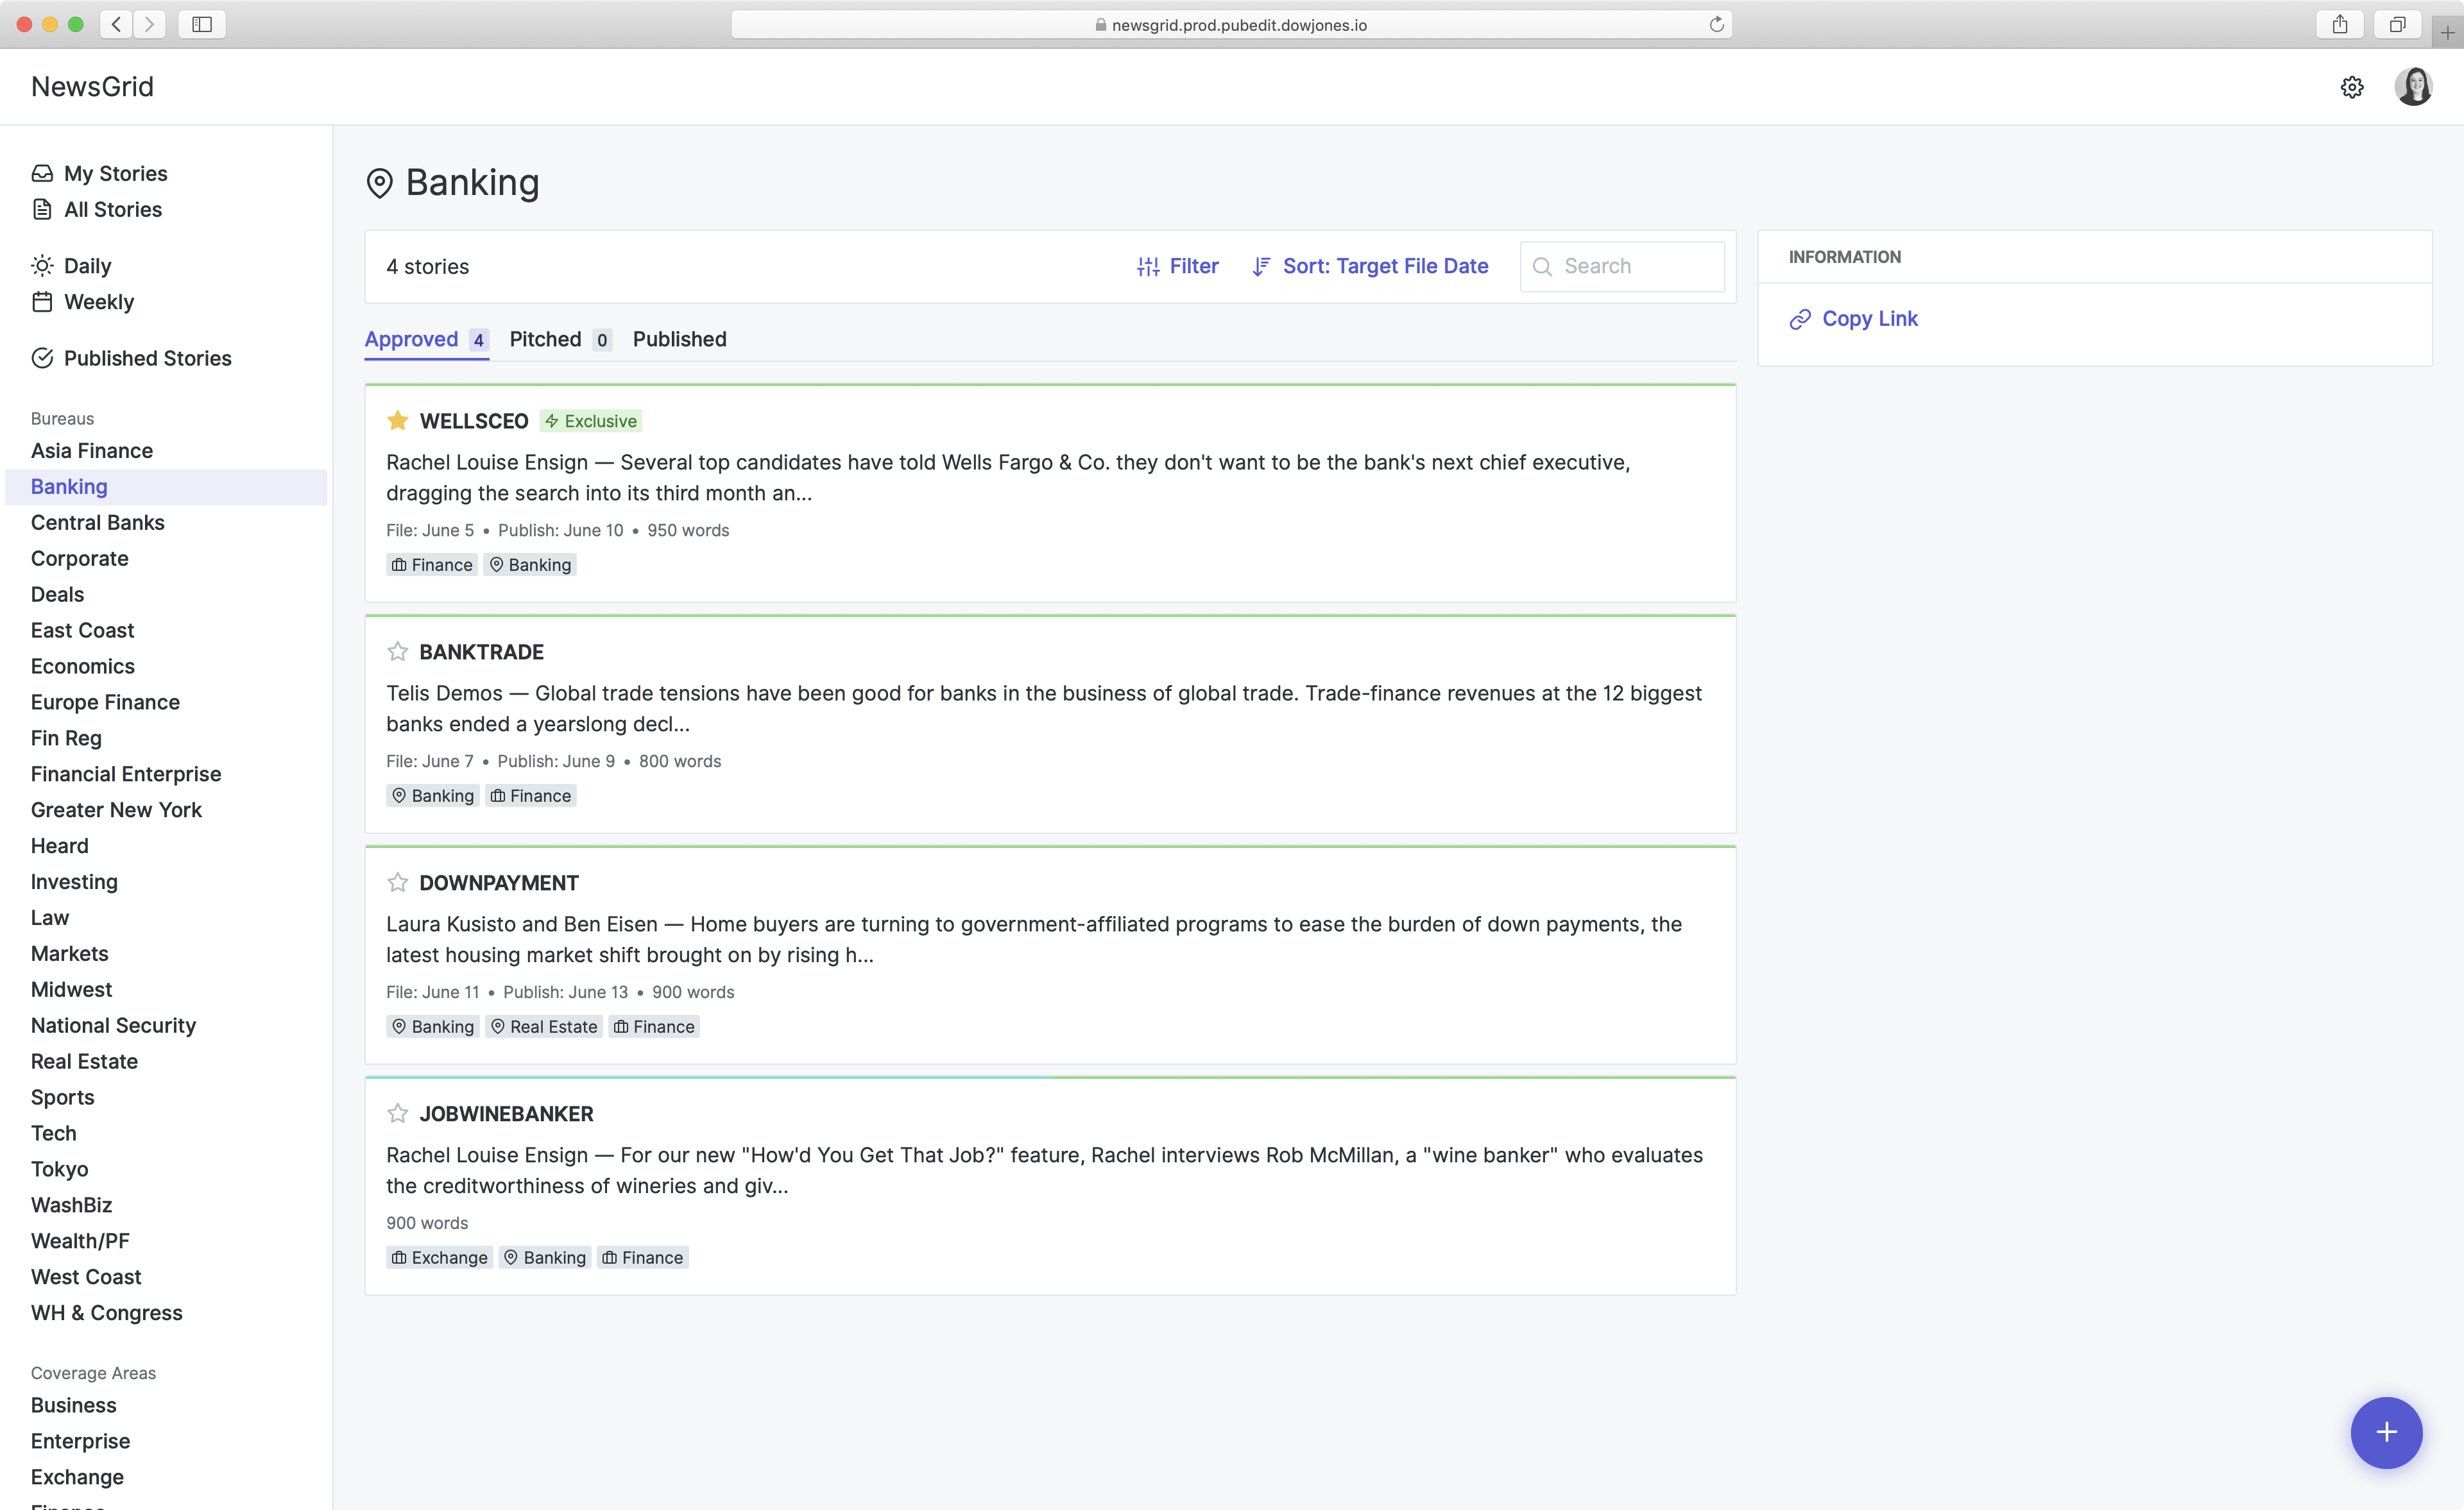 newsgrid.prod.pubedit.dowjones.io
NewsGrid
My Stories
All Stories
Daily
Weekly
Published Stories
Bureaus
Asia Finance
Banking
Central Banks
Corporate
Deals
East Coast
Economics
Europe Finance
Fin Reg
Financial Enterprise
Greater New York
Heard
Investing
Law
Markets
Midwest
National Security
Real Estate
Sports
Tech
Tokyo
WashBiz
Wealth/PF
West Coast
WH & Congress
Coverage Areas
Business
Enterprise
Exchange
Finance
Banking
4 stories
Filter
Sort: Target File Date
Search
Approved 4 Pitched 0 Published
WELLSCEO Exclusive
Rachel Louise Ensign — Several top candidates have told Wells Fargo & Co. they don't want to be the bank's next chief executive,
dragging the search into its third month an...
File: June 5 • Publish: June 10 • 950 words
Finance Banking
BANKTRADE
Telis Demos — Global trade tensions have been good for banks in the business of global trade. Trade-finance revenues at the 12 biggest
banks ended a yearslong decl...
File: June 7 • Publish: June 9 • 800 words
Banking Finance
DOWNPAYMENT
Laura Kusisto and Ben Eisen — Home buyers are turning to government-affiliated programs to ease the burden of down payments, the
latest housing market shift brought on by rising h...
File: June 11 • Publish: June 13 • 900 words
Banking Real Estate Finance
JOBWINEBANKER
Rachel Louise Ensign — For our new "How'd You Get That Job?" feature, Rachel interviews Rob McMillan, a "wine banker" who evaluates
the creditworthiness of wineries and giv...
900 words
Exchange Banking Finance
INFORMATION
Copy Link